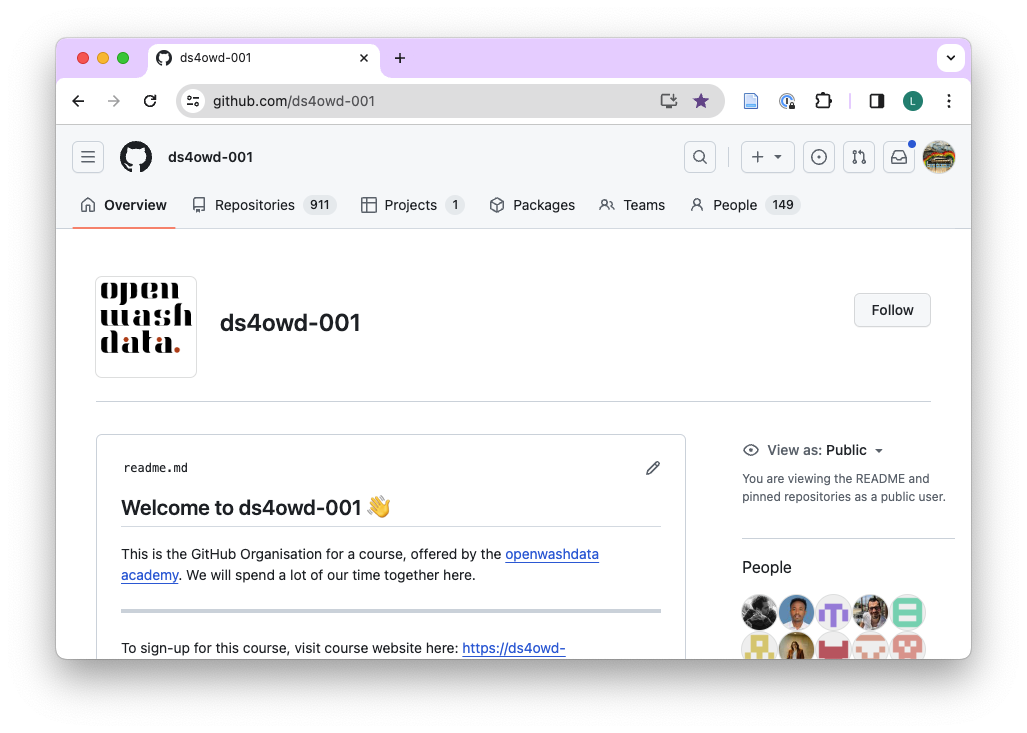 ds4owd-001
github.com/ds4owd-001
L
ds4owd-001
Overview
Repositories 911
Projects 1
Packages
Teams
People 149
open
wash
data.
ds4owd-001
Follow
readme.md
Welcome to ds4owd-001 👋
This is the GitHub Organisation for a course, offered by the openwashdata
academy. We will spend a lot of our time together here.
To sign-up for this course, visit course website here: https://ds4owd-
View as: Public
You are viewing the README and
pinned repositories as a public user.
People